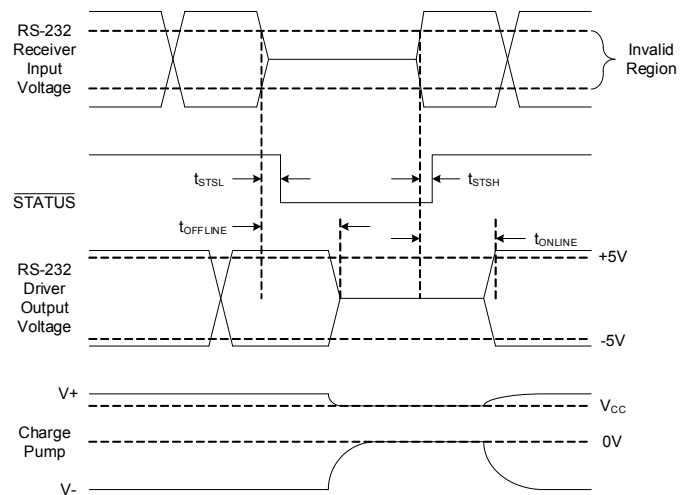 RS-232
Receiver
Input
Voltage
Invalid
Region
tSTSL
tSTSH
STATUS
tOFFLINE
tONLINE
+5V
RS-232
Driver
Output
Voltage
-5V
V+
VCC
Charge
Pump
0V
V-